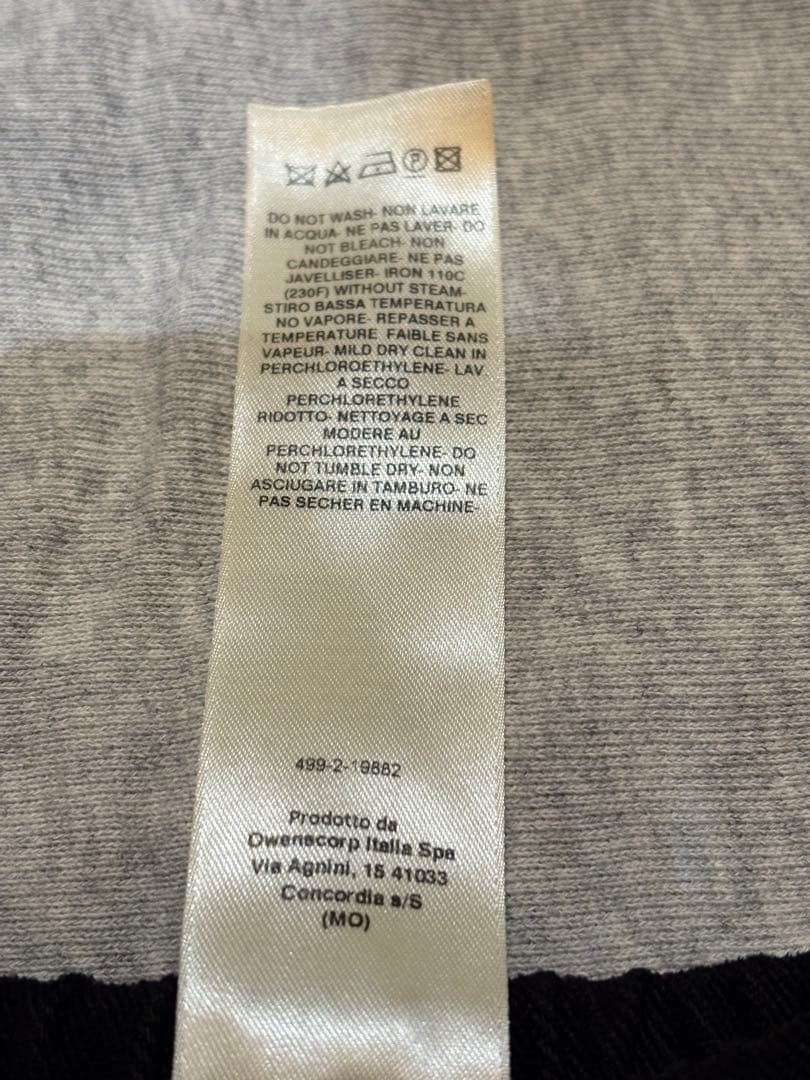 DO NOT WASH- NON LAVARE
IN ACQUA- NE PAS LAVER- DO
NOT BLEACH- NON
CANDEGGIARE- NE PAS
JAVELLISER- IRON 110C
(230F) WITHOUT STEAM-
STIRO BASSA TEMPERATURA
NO VAPORE- REPASSER A
TEMPERATURE FAIBLE SANS
VAPEUR- MILD DRY CLEAN IN
PERCHLOROETHYLENE- LAV
A SECCO
PERCHLORETHYLENE
RIDOTTO- NETTOYAGE A SEC
MODERE AU
PERCHLORETHYLENE- DO
NOT TUMBLE DRY- NON
ASCIUGARE IN TAMBURO- NE
PAS SECHER EN MACHINE-
499-2-19882
Prodotto da
Owenscorp Italia Spa
Via Agnini, 15 41033
Concordia s/S
(MO)